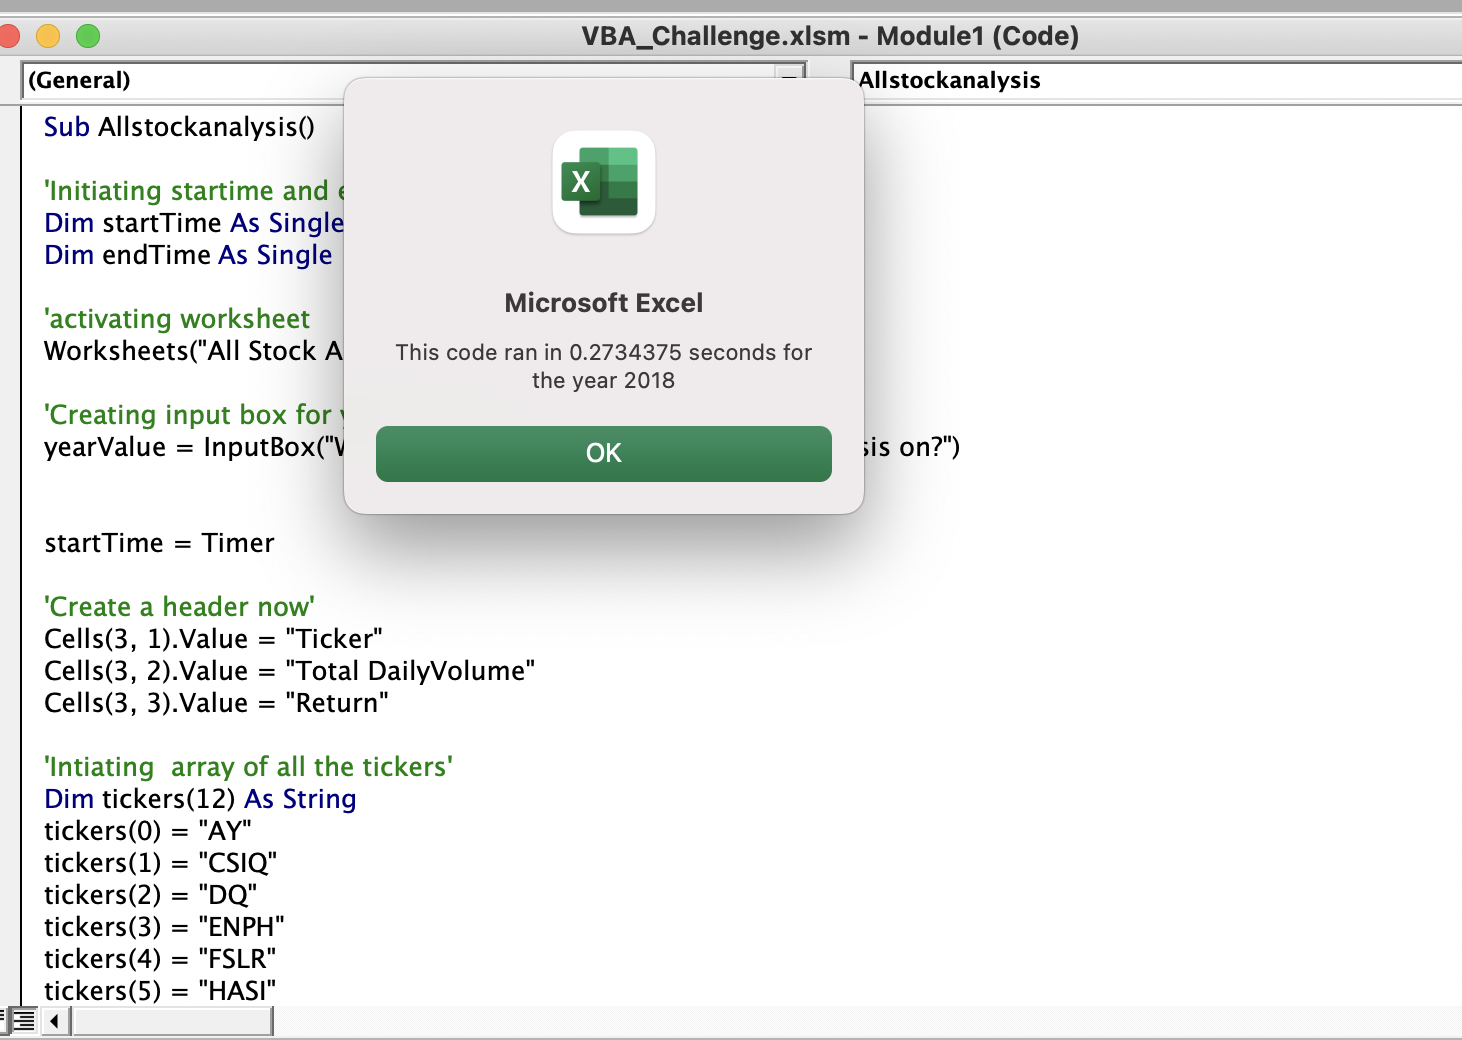 VBA_Challenge.xlsm - Module1 (Code)
(General)
Allstockanalysis
Sub Allstockanalysis()
'Initiating startime and
Dim startTime As Single
Dim endTime As Single
'activating worksheet
Worksheets("All Stock A
'Creating input box for
yearValue = InputBox("W
sis on?")
startTime = Timer
'Create a header now'
Cells(3, 1).Value = "Ticker"
Cells(3, 2).Value = "Total DailyVolume"
Cells(3, 3).Value = "Return"
'Intiating  array of all the tickers'
Dim tickers(12) As String
tickers(0) = "AY"
tickers(1) = "CSIQ"
tickers(2) = "DQ"
tickers(3) = "ENPH"
tickers(4) = "FSLR"
tickers(5) = "HASI"
X
Microsoft Excel
This code ran in 0.2734375 seconds for
the year 2018
OK